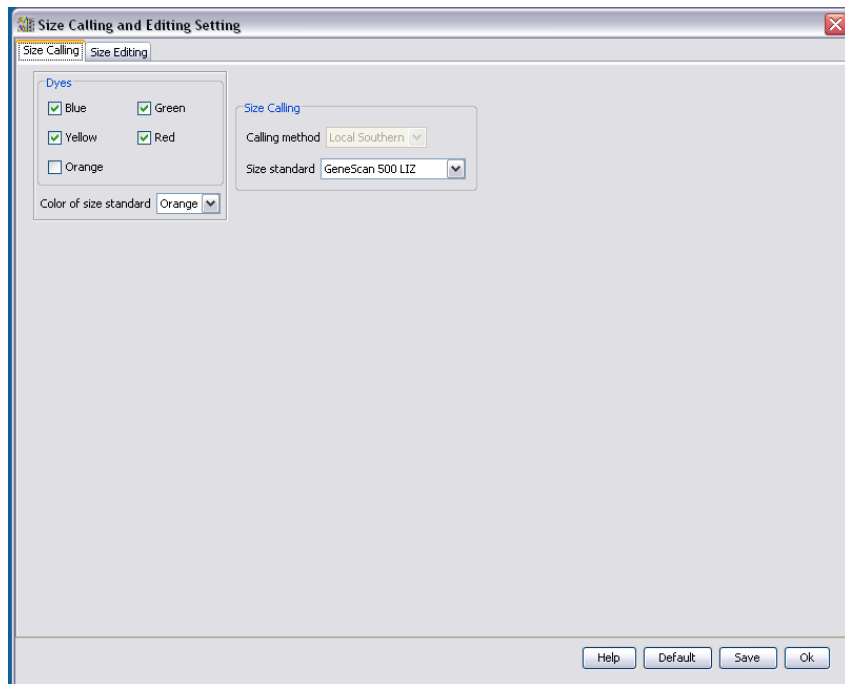 Size Calling and Editing Setting
Size Calling Size Editing
Dyes
Blue Green
Yellow Red
Orange
Color of size standard Orange
Size Calling
Calling method Local Southern
Size standard GeneScan 500 LIZ
Help Default Save Ok